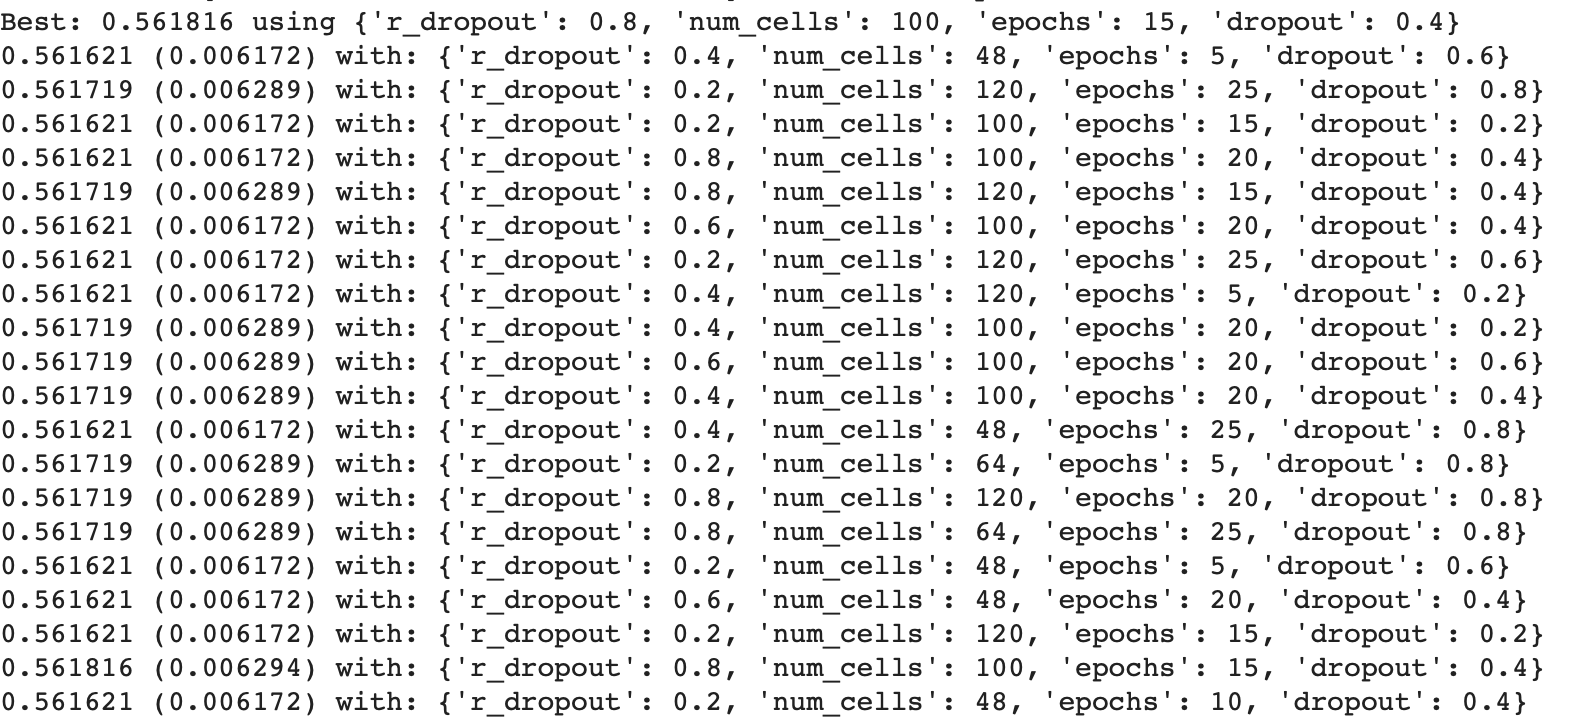 Best: 0.561816 using {'r_dropout': 0.8, 'num_cells': 100, 'epochs': 15, 'dropout': 0.4}
0.561621 (0.006172) with: {'r_dropout': 0.4, 'num_cells': 48, 'epochs': 5, 'dropout': 0.6}
0.561719 (0.006289) with: {'r_dropout': 0.2, 'num_cells': 120, 'epochs': 25, 'dropout': 0.8}
0.561621 (0.006172) with: {'r_dropout': 0.2, 'num_cells': 100, 'epochs': 15, 'dropout': 0.2}
0.561621 (0.006172) with: {'r_dropout': 0.8, 'num_cells': 100, 'epochs': 20, 'dropout': 0.4}
0.561719 (0.006289) with: {'r_dropout': 0.8, 'num_cells': 120, 'epochs': 15, 'dropout': 0.4}
0.561621 (0.006172) with: {'r_dropout': 0.6, 'num_cells': 100, 'epochs': 20, 'dropout': 0.4}
0.561621 (0.006172) with: {'r_dropout': 0.2, 'num_cells': 120, 'epochs': 25, 'dropout': 0.6}
0.561621 (0.006172) with: {'r_dropout': 0.4, 'num_cells': 120, 'epochs': 5, 'dropout': 0.2}
0.561719 (0.006289) with: {'r_dropout': 0.4, 'num_cells': 100, 'epochs': 20, 'dropout': 0.2}
0.561719 (0.006289) with: {'r_dropout': 0.6, 'num_cells': 100, 'epochs': 20, 'dropout': 0.6}
0.561719 (0.006289) with: {'r_dropout': 0.4, 'num_cells': 100, 'epochs': 20, 'dropout': 0.4}
0.561621 (0.006172) with: {'r_dropout': 0.4, 'num_cells': 48, 'epochs': 25, 'dropout': 0.8}
0.561719 (0.006289) with: {'r_dropout': 0.2, 'num_cells': 64, 'epochs': 5, 'dropout': 0.8}
0.561719 (0.006289) with: {'r_dropout': 0.8, 'num_cells': 120, 'epochs': 20, 'dropout': 0.8}
0.561719 (0.006289) with: {'r_dropout': 0.8, 'num_cells': 64, 'epochs': 25, 'dropout': 0.8}
0.561621 (0.006172) with: {'r_dropout': 0.2, 'num_cells': 48, 'epochs': 5, 'dropout': 0.6}
0.561621 (0.006172) with: {'r_dropout': 0.6, 'num_cells': 48, 'epochs': 20, 'dropout': 0.4}
0.561621 (0.006172) with: {'r_dropout': 0.2, 'num_cells': 120, 'epochs': 15, 'dropout': 0.2}
0.561816 (0.006294) with: {'r_dropout': 0.8, 'num_cells': 100, 'epochs': 15, 'dropout': 0.4}
0.561621 (0.006172) with: {'r_dropout': 0.2, 'num_cells': 48, 'epochs': 10, 'dropout': 0.4}